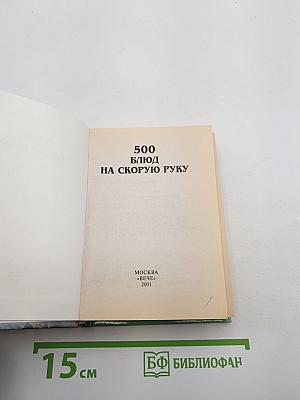 500
БЛЮД
НА СКОРУЮ РУКУ
МОСКВА
«ВЕЧЕ»
2001
15 см
БФ БИБЛИОФАН